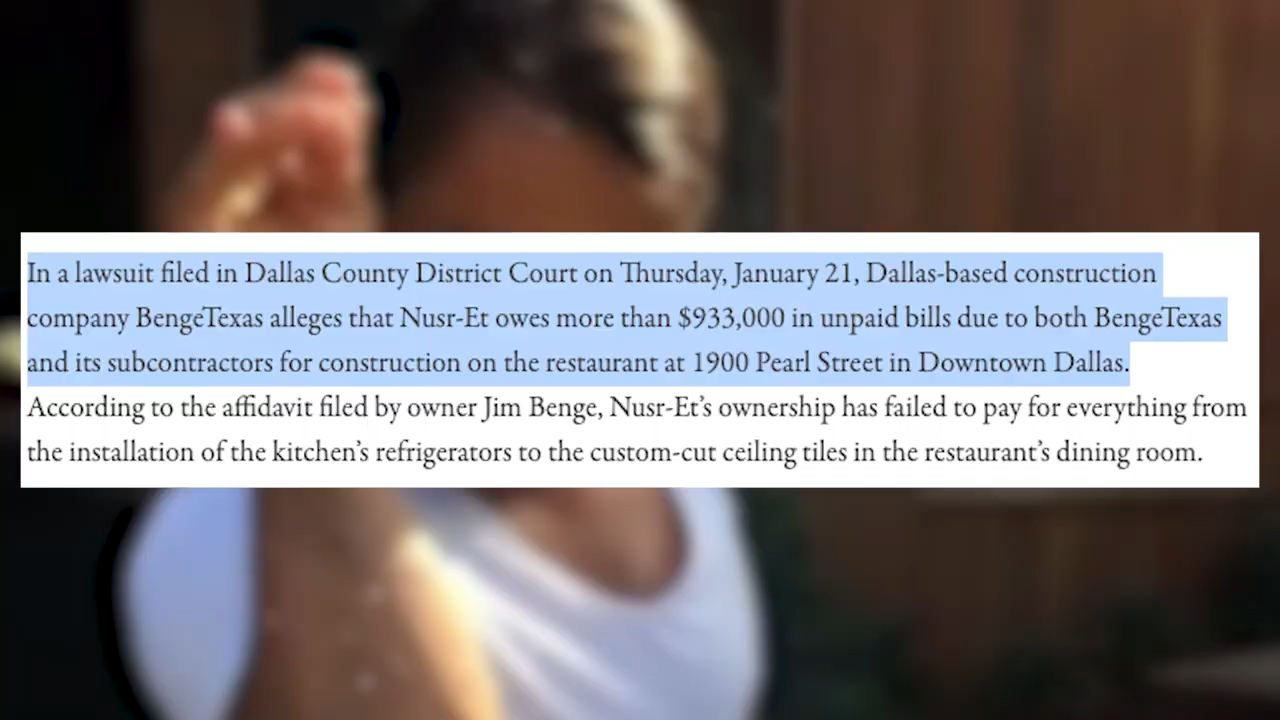 In a lawsuit filed in Dallas County District Court on Thursday, January 21, Dallas-based construction
company BengeTexas alleges that Nusr-Et owes more than $933,000 in unpaid bills due to both BengeTexas
and its subcontractors for construction on the restaurant at 1900 Pearl Street in Downtown Dallas.
According to the affidavit filed by owner Jim Benge, Nusr-Et’s ownership has failed to pay for everything from
the installation of the kitchen’s refrigerators to the custom-cut ceiling tiles in the restaurant’s dining room.